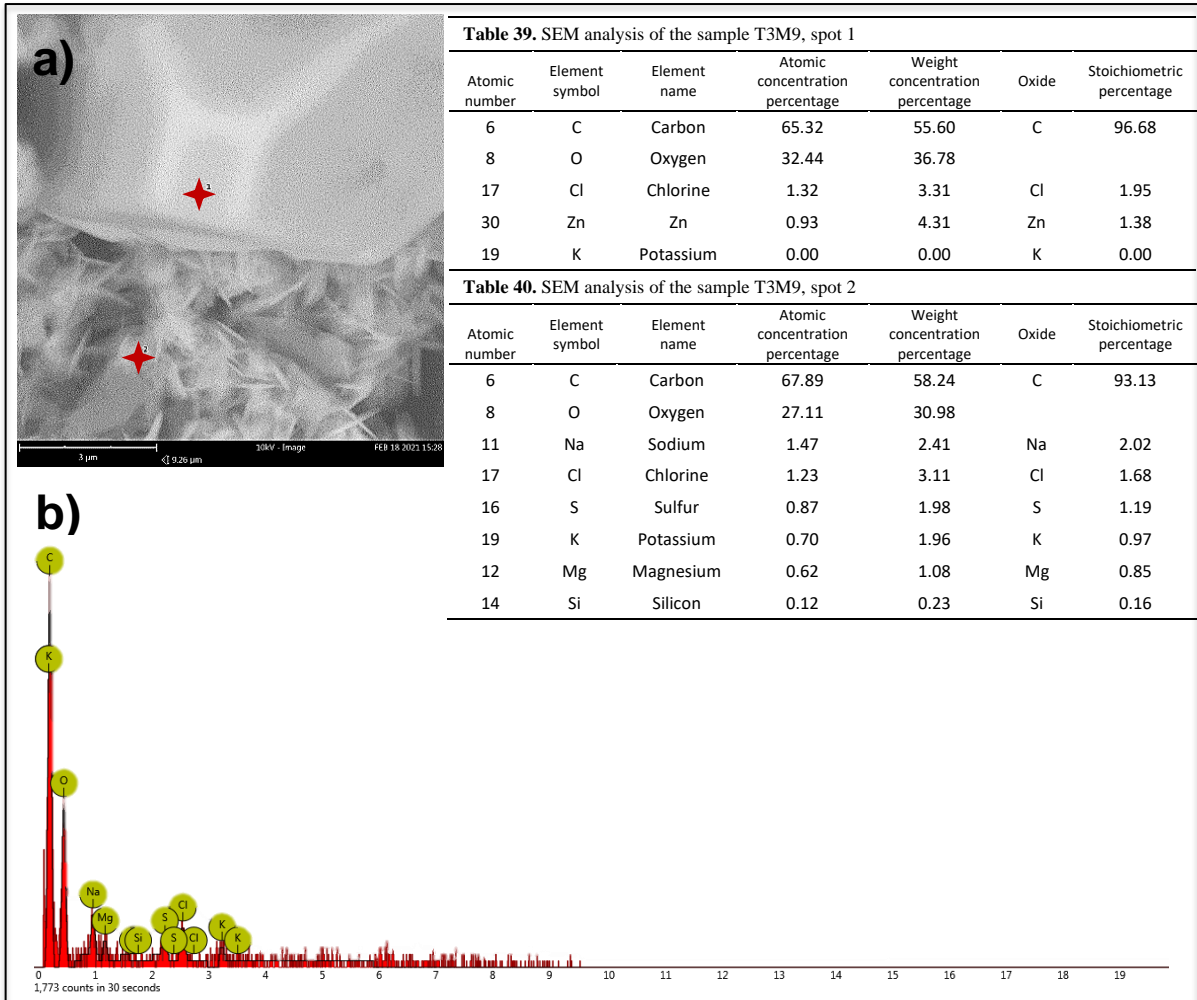 a)
1
2
3 µm
9.26 µm
10kV - Image
FEB 18 2021 15:28
Table 39. SEM analysis of the sample T3M9, spot 1
Atomic number Element symbol Element name Atomic concentration percentage Weight concentration percentage Oxide Stoichiometric percentage
6 C Carbon 65.32 55.60 C 96.68
8 O Oxygen 32.44 36.78
17 Cl Chlorine 1.32 3.31 Cl 1.95
30 Zn Zn 0.93 4.31 Zn 1.38
19 K Potassium 0.00 0.00 K 0.00
Table 40. SEM analysis of the sample T3M9, spot 2
Atomic number Element symbol Element name Atomic concentration percentage Weight concentration percentage Oxide Stoichiometric percentage
6 C Carbon 67.89 58.24 C 93.13
8 O Oxygen 27.11 30.98
11 Na Sodium 1.47 2.41 Na 2.02
17 Cl Chlorine 1.23 3.11 Cl 1.68
16 S Sulfur 0.87 1.98 S 1.19
19 K Potassium 0.70 1.96 K 0.97
12 Mg Magnesium 0.62 1.08 Mg 0.85
14 Si Silicon 0.12 0.23 Si 0.16
b)
C
K
O
Na
Mg
Si
S
S
Cl
Cl
K
K
0 1 2 3 4 5 6 7 8 9 10 11 12 13 14 15 16 17 18 19
1,773 counts in 30 seconds